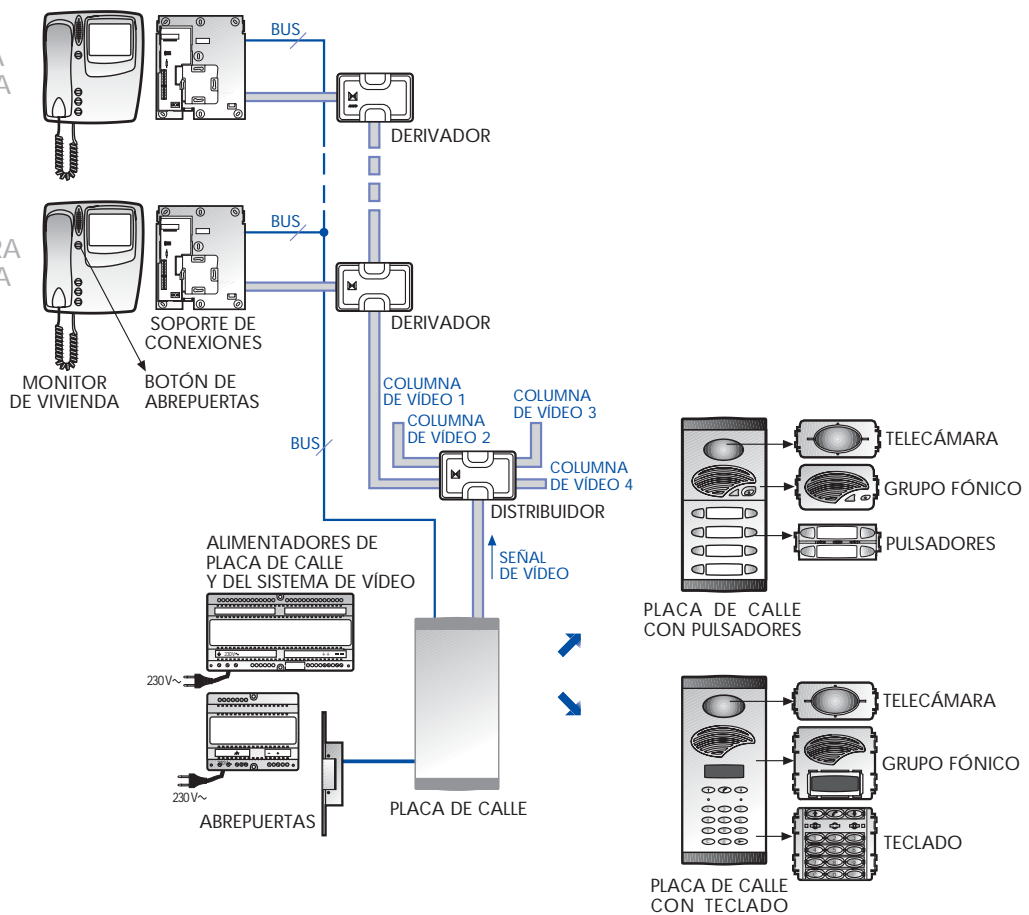 BUS
DERIVADOR
BUS
DERIVADOR
SOPORTE DE
CONEXIONES
MONITOR
DE VIVIENDA
BOTÓN DE
ABREPUERTAS
COLUMNA
DE VÍDEO 1
COLUMNA
DE VÍDEO 2
COLUMNA
DE VÍDEO 3
COLUMNA
DE VÍDEO 4
BUS
DISTRIBUIDOR
SEÑAL
DE VÍDEO
ALIMENTADORES DE
PLACA DE CALLE
Y DEL SISTEMA DE VÍDEO
230V~
230 V~
230 V~
ABREPUERTAS
PLACA DE CALLE
TELECÁMARA
GRUPO FÓNICO
PULSADORES
PLACA DE CALLE
CON PULSADORES
TELECÁMARA
GRUPO FÓNICO
TECLADO
PLACA DE CALLE
CON TECLADO